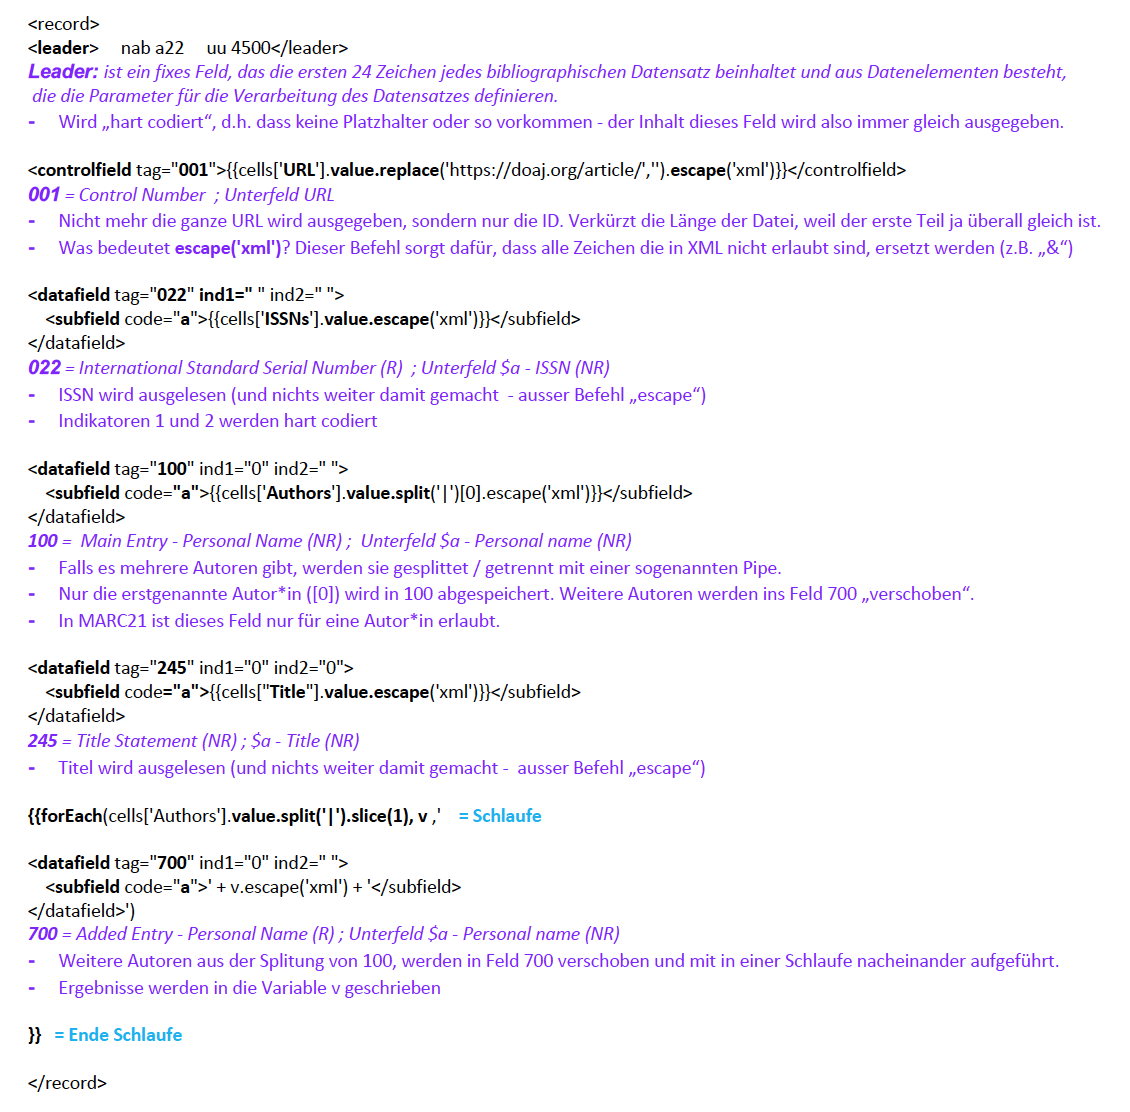 <record>
<leader>     nab a22     uu 4500</leader>
Leader: ist ein fixes Feld, das die ersten 24 Zeichen jedes bibliographischen Datensatz beinhaltet und aus Datenelementen besteht,
die die Parameter für die Verarbeitung des Datensatzes definieren.
- Wird „hart codiert“, d.h. dass keine Platzhalter oder so vorkommen - der Inhalt dieses Feld wird also immer gleich ausgegeben.
<controlfield tag="001">{{cells['URL'].value.replace('https://doaj.org/article/','').escape('xml')}}</controlfield>
001 = Control Number  ; Unterfeld URL
- Nicht mehr die ganze URL wird ausgegeben, sondern nur die ID. Verkürzt die Länge der Datei, weil der erste Teil ja überall gleich ist.
- Was bedeutet escape('xml')? Dieser Befehl sorgt dafür, dass alle Zeichen die in XML nicht erlaubt sind, ersetzt werden (z.B. „&“)
<datafield tag="022" ind1=" " ind2=" ">
<subfield code="a">{{cells['ISSNs'].value.escape('xml')}}</subfield>
</datafield>
022 = International Standard Serial Number (R)  ; Unterfeld $a - ISSN (NR)
- ISSN wird ausgelesen (und nichts weiter damit gemacht  - ausser Befehl „escape“)
- Indikatoren 1 und 2 werden hart codiert
<datafield tag="100" ind1="0" ind2=" ">
<subfield code="a">{{cells['Authors'].value.split('|')[0].escape('xml')}}</subfield>
</datafield>
100 =  Main Entry - Personal Name (NR) ;  Unterfeld $a - Personal name (NR)
- Falls es mehrere Autoren gibt, werden sie gesplittet / getrennt mit einer sogenannten Pipe.
- Nur die erstgenannte Autor*in ([0]) wird in 100 abgespeichert. Weitere Autoren werden ins Feld 700 „verschoben“.
- In MARC21 ist dieses Feld nur für eine Autor*in erlaubt.
<datafield tag="245" ind1="0" ind2="0">
<subfield code="a">{{cells["Title"].value.escape('xml')}}</subfield>
</datafield>
245 = Title Statement (NR) ; $a - Title (NR)
- Titel wird ausgelesen (und nichts weiter damit gemacht -  ausser Befehl „escape“)
{{forEach(cells['Authors'].value.split('|').slice(1), v ,'   = Schlaufe
<datafield tag="700" ind1="0" ind2=" ">
<subfield code="a">' + v.escape('xml') + '</subfield>
</datafield>')
700 = Added Entry - Personal Name (R) ; Unterfeld $a - Personal name (NR)
- Weitere Autoren aus der Splitung von 100, werden in Feld 700 verschoben und mit in einer Schlaufe nacheinander aufgeführt.
- Ergebnisse werden in die Variable v geschrieben
}}   = Ende Schlaufe
</record>